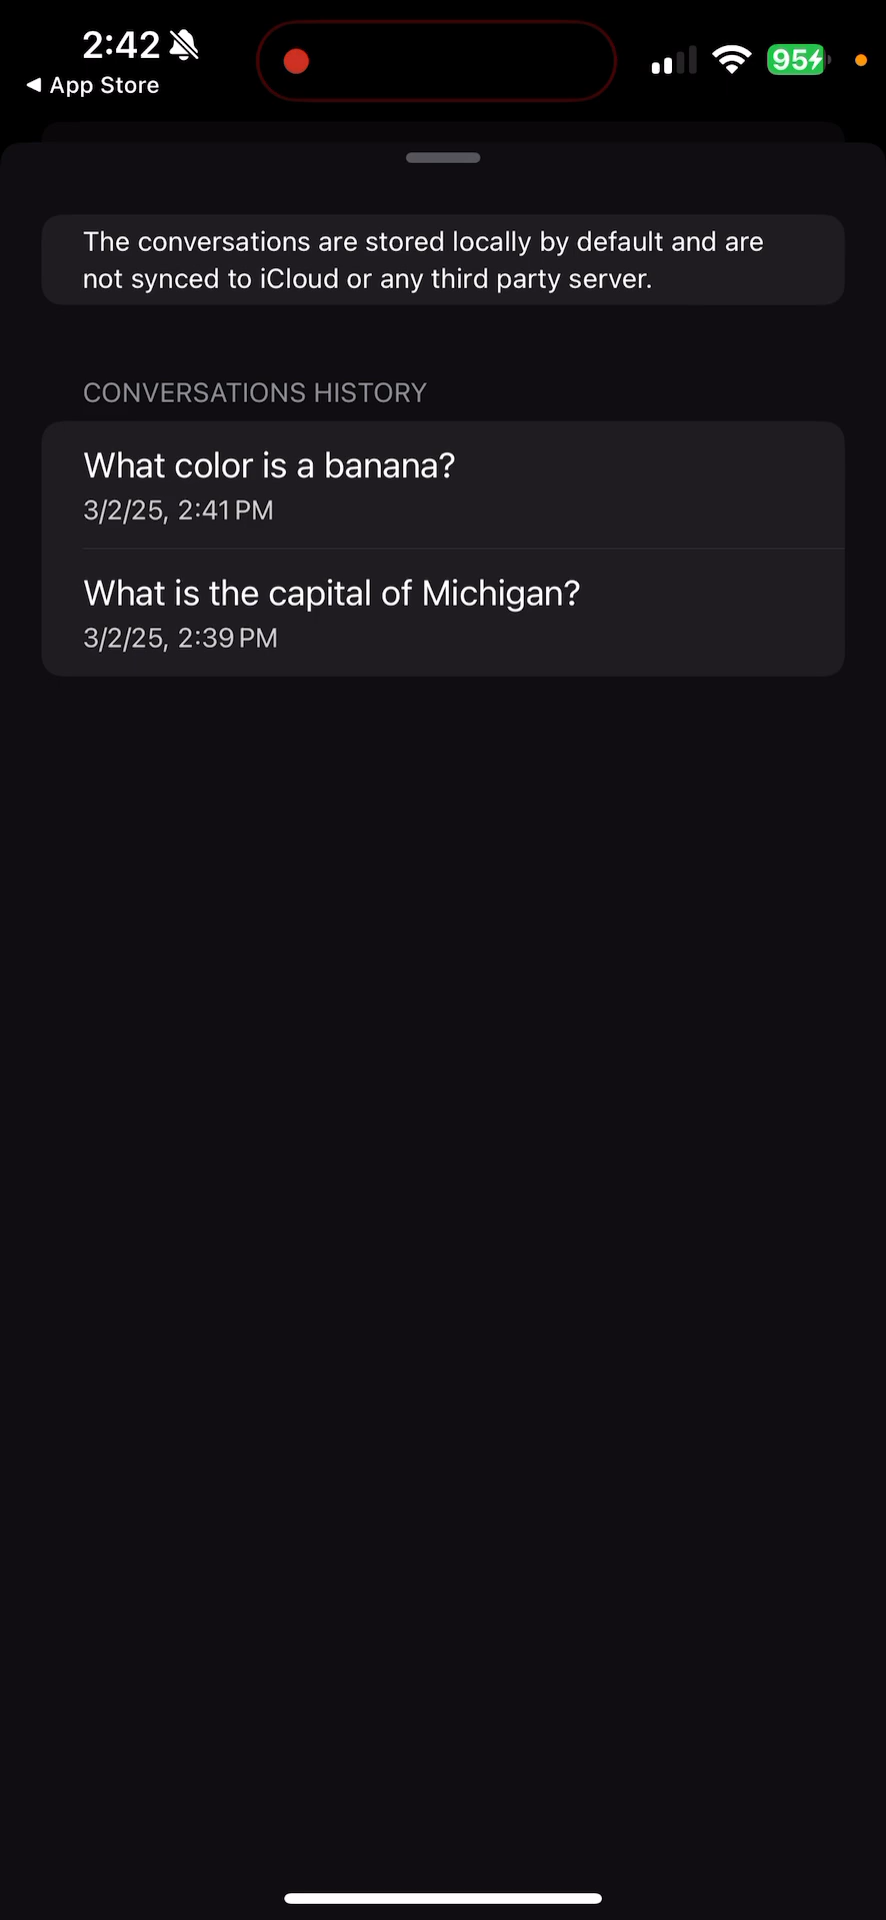 2:42
App Store
95
The conversations are stored locally by default and are
not synced to iCloud or any third party server.
CONVERSATIONS HISTORY
What color is a banana?
3/2/25, 2:41 PM
What is the capital of Michigan?
3/2/25, 2:39 PM